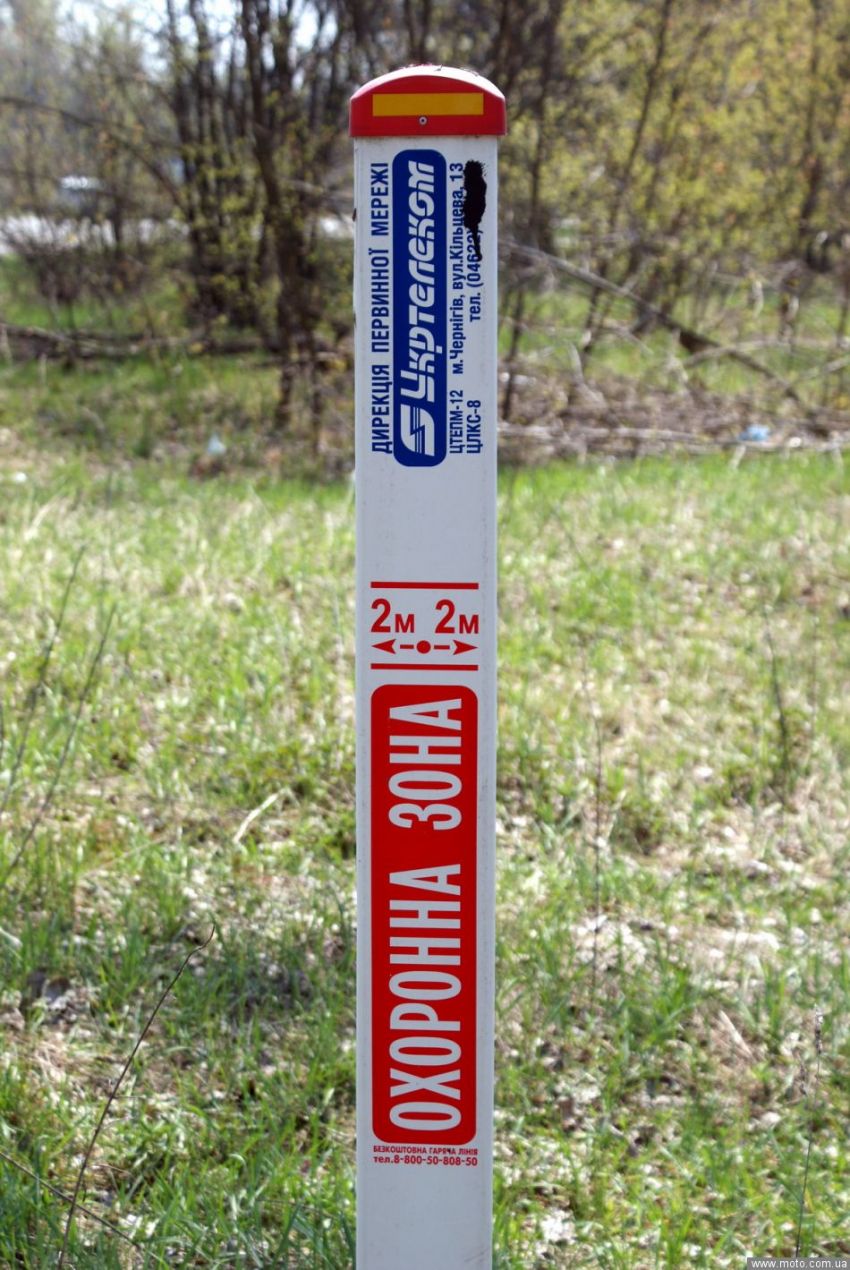 ДИРЕКЦІЯ ПЕРВИННОЇ МЕРЕЖІ
Укртелеком
ЦТЕПМ-12 м.Чернігів, вул.Кільцева,13
ЦЛКС-8 тел. (04622)
2м 2м
ОХОРОННА ЗОНА
БЕЗКОШТОВНА ГАРЯЧА ЛІНІЯ
тел.8-800-50-808-50
www.moto.com.ua